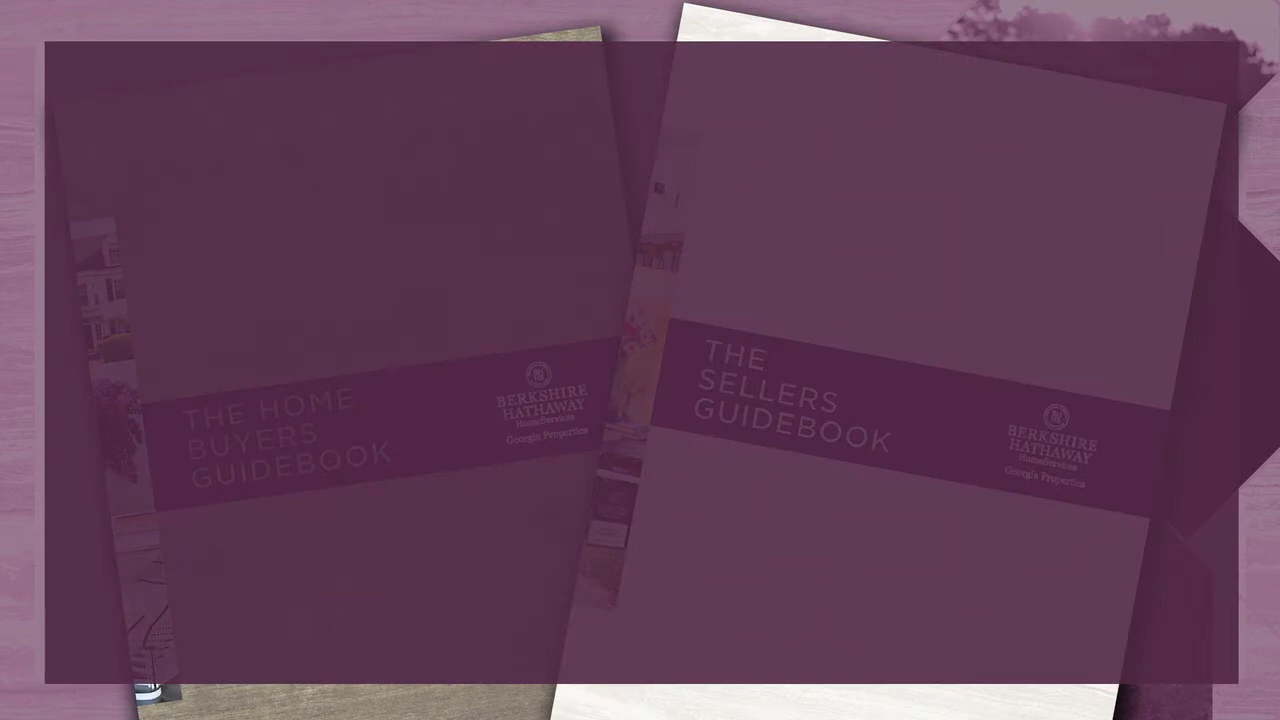 THE HOME
BUYERS
GUIDEBOOK
BERKSHIRE
HATHAWAY
HomeServices
Georgia Properties
THE
SELLERS
GUIDEBOOK
BERKSHIRE
HATHAWAY
HomeServices
Georgia Properties